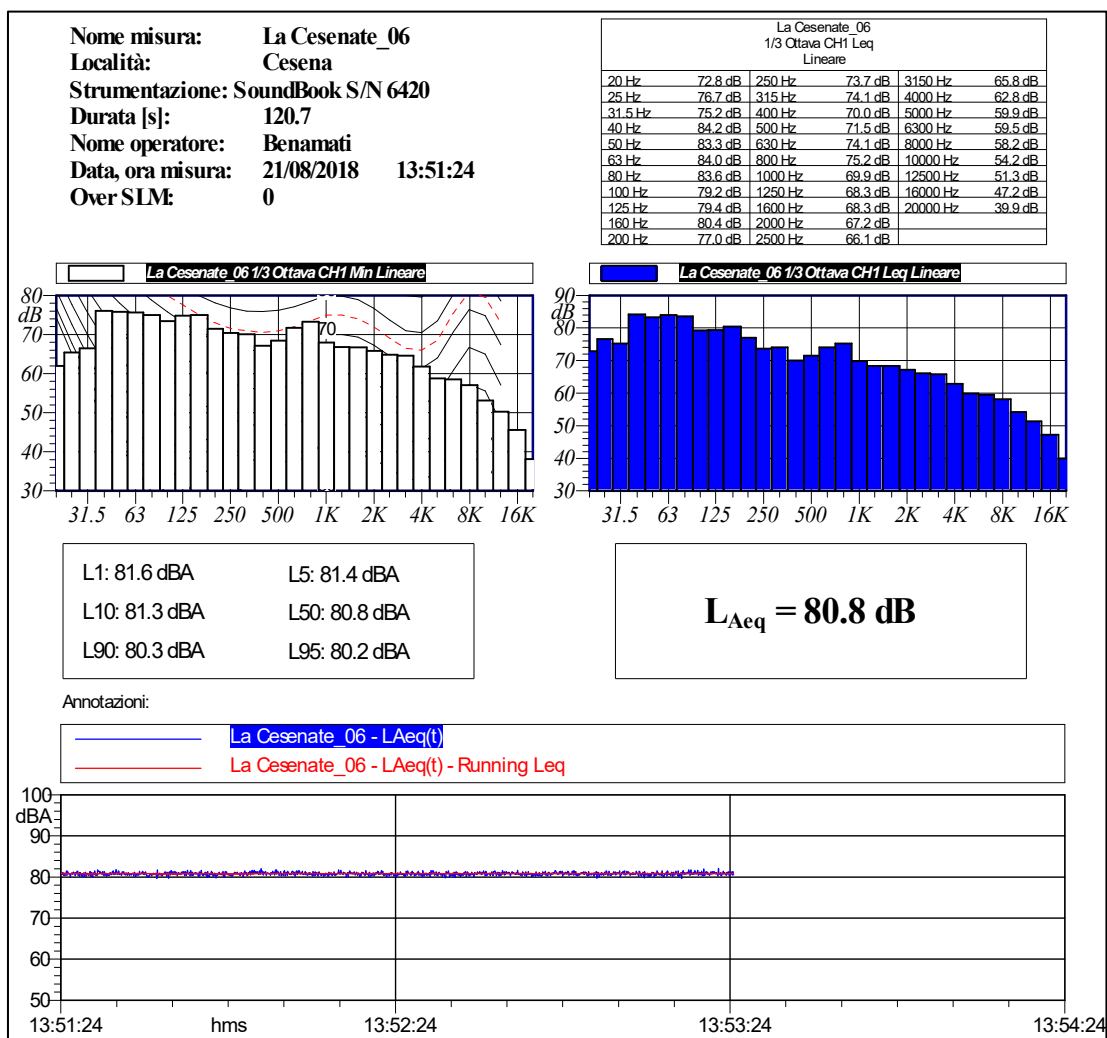 Nome misura: La Cesenate_06
Località: Cesena
Strumentazione: SoundBook S/N 6420
Durata [s]: 120.7
Nome operatore: Benamati
Data, ora misura: 21/08/2018 13:51:24
Over SLM: 0
La Cesenate_06
1/3 Ottava CH1 Leq
Lineare
20 Hz 72.8 dB 250 Hz 73.7 dB 3150 Hz 65.8 dB
25 Hz 76.7 dB 315 Hz 74.1 dB 4000 Hz 62.8 dB
31.5 Hz 75.2 dB 400 Hz 70.0 dB 5000 Hz 59.9 dB
40 Hz 84.2 dB 500 Hz 71.5 dB 6300 Hz 59.5 dB
50 Hz 83.3 dB 630 Hz 74.1 dB 8000 Hz 58.2 dB
63 Hz 84.0 dB 800 Hz 75.2 dB 10000 Hz 54.2 dB
80 Hz 83.6 dB 1000 Hz 69.9 dB 12500 Hz 51.3 dB
100 Hz 79.2 dB 1250 Hz 68.3 dB 16000 Hz 47.2 dB
125 Hz 79.4 dB 1600 Hz 68.3 dB 20000 Hz 39.9 dB
160 Hz 80.4 dB 2000 Hz 67.2 dB
200 Hz 77.0 dB 2500 Hz 66.1 dB
La Cesenate_06 1/3 Ottava CH1 Min Lineare
80
dB
70
60
50
40
30
70
31.5 63 125 250 500 1K 2K 4K 8K 16K
La Cesenate_06 1/3 Ottava CH1 Leq Lineare
90
dB
80
70
60
50
40
30
31.5 63 125 250 500 1K 2K 4K 8K 16K
L1: 81.6 dBA L5: 81.4 dBA
L10: 81.3 dBA L50: 80.8 dBA
L90: 80.3 dBA L95: 80.2 dBA
LAeq = 80.8 dB
Annotazioni:
La Cesenate_06 - LAeq(t)
La Cesenate_06 - LAeq(t) - Running Leq
100
dBA
90
80
70
60
50
13:51:24 hms 13:52:24 13:53:24 13:54:24